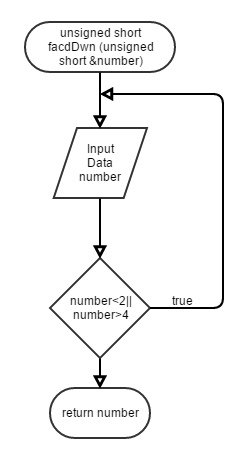 unsigned short
facdDwn (unsigned
short &number)
Input
Data
number
number<2||
number>4
true
return number